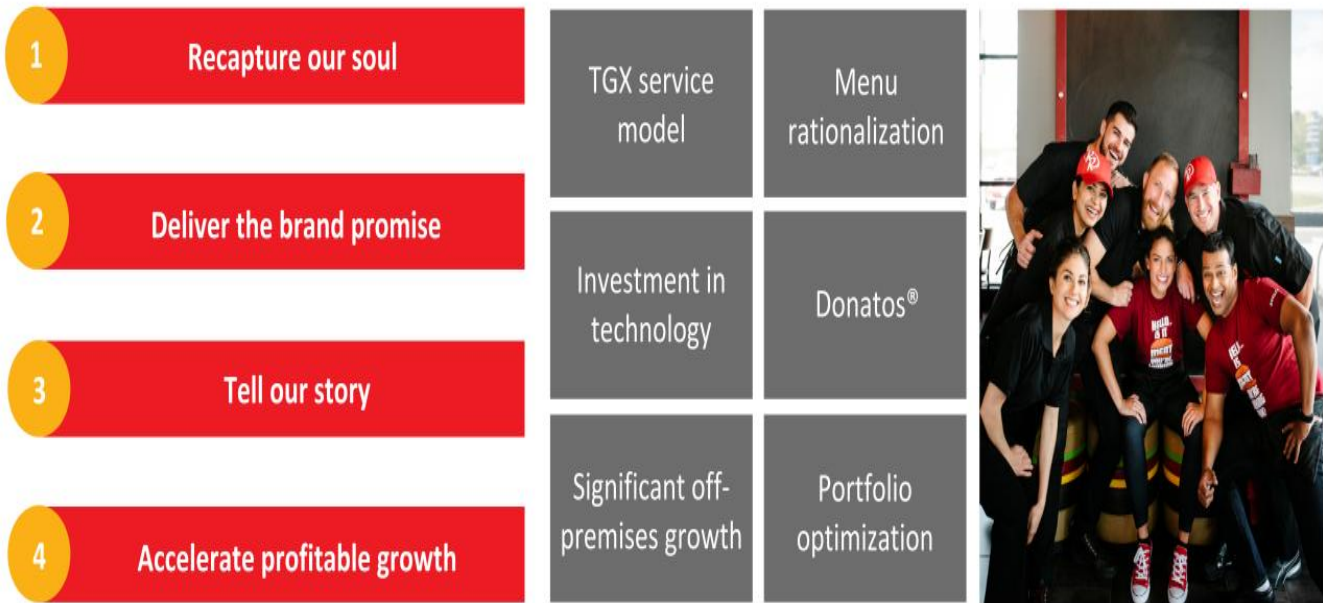 1
Recapture our soul
2
Deliver the brand promise
3
Tell our story
4
Accelerate profitable growth
TGX service
model
Menu
rationalization
Investment in
technology
Donatos®
Significant off-
premises growth
Portfolio
optimization